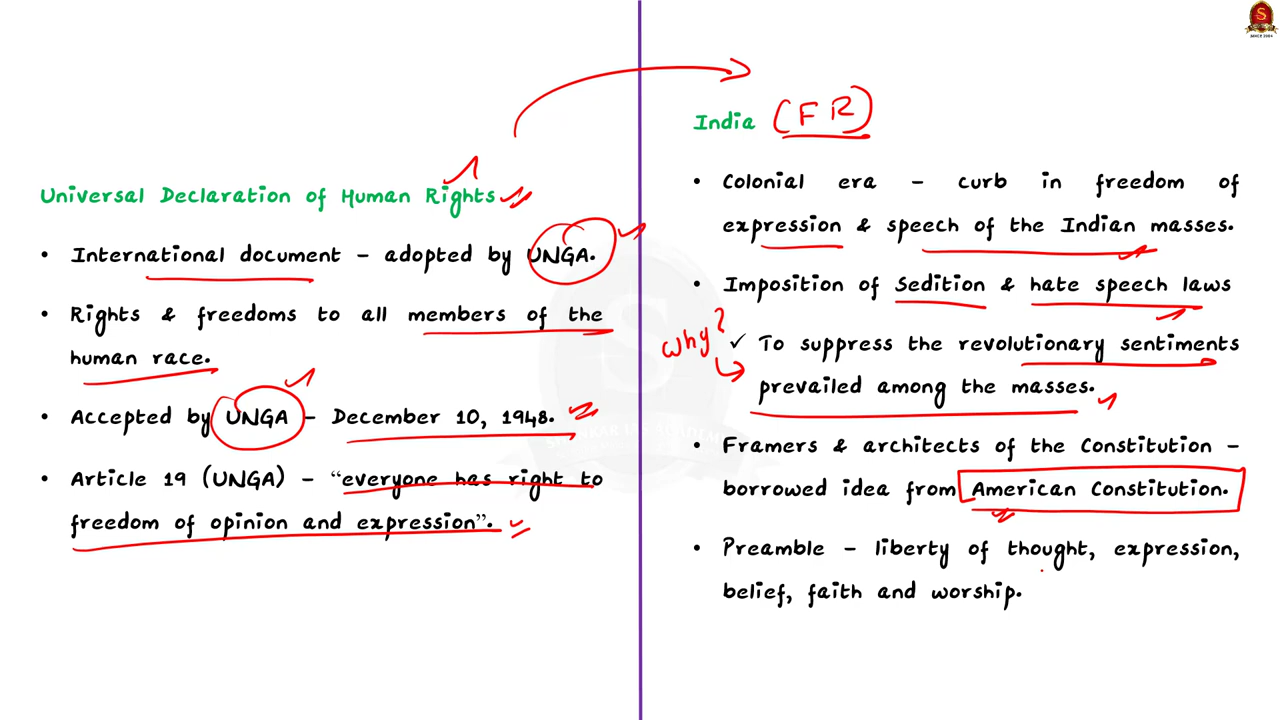 Universal Declaration of Human Rights
• International document – adopted by UNGA.
• Rights & freedoms to all members of the
human race.
• Accepted by UNGA – December 10, 1948.
• Article 19 (UNGA) – “everyone has right to
freedom of opinion and expression”.
India (FR)
• Colonial era – curb in freedom of
expression & speech of the Indian masses.
• Imposition of Sedition & hate speech laws
why?
✓ To suppress the revolutionary sentiments
prevailed among the masses.
• Framers & architects of the Constitution –
borrowed idea from American Constitution.
• Preamble – liberty of thought, expression,
belief, faith and worship.
S
SINCE 2004